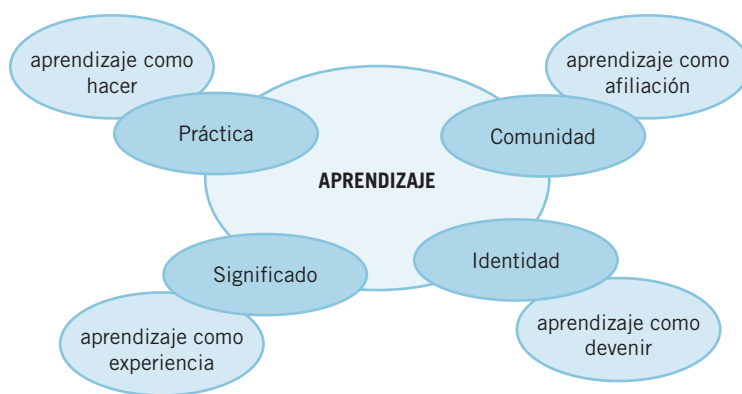 aprendizaje como
hacer
Práctica
aprendizaje como
afiliación
Comunidad
APRENDIZAJE
Significado
aprendizaje como
experiencia
Identidad
aprendizaje como
devenir